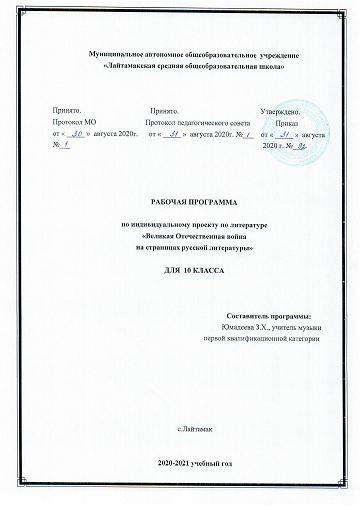 Муниципальное автономное общеобразовательное учреждение
«Лайтамакская средняя общеобразовательная школа»
Принято. Принято. Утверждено.
Протокол МО Протокол педагогического совета Приказ
от « 30 » августа 2020г. от « 31 » августа 2020г. № 1 от « 31 » августа
№ 1 2020 г. №
РАБОЧАЯ ПРОГРАММА
по индивидуальному проекту по литературе
«Великая Отечественная война
на страницах русской литературы»
ДЛЯ 10 КЛАССА
Составитель программы:
Юмадеева З.Х., учитель музыки
первой квалификационной категории
с.Лайтамак
2020-2021 учебный год